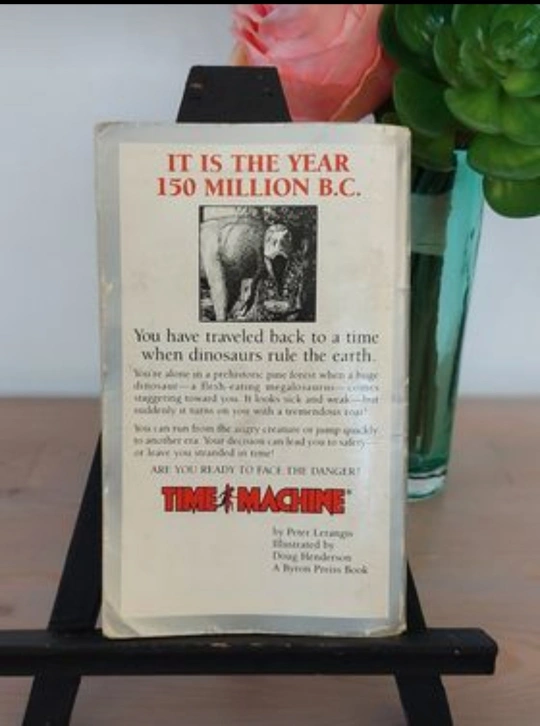 IT IS THE YEAR
150 MILLION B.C.
You have traveled back to a time
when dinosaurs rule the earth.
You're alone in a prehistoric pine forest when a huge
dinosaur—a flesh-eating megalosaurus—comes
staggering toward you. It looks sick and weak—but
suddenly it turns on you with a tremendous roar!
You can run from the angry creature or jump quickly
to another era. Your decision can lead you to safety—
or leave you stranded in time!
ARE YOU READY TO FACE THE DANGER?
TIME MACHINE®
by Peter Lerangis
Illustrated by
Doug Henderson
A Byron Preiss Book